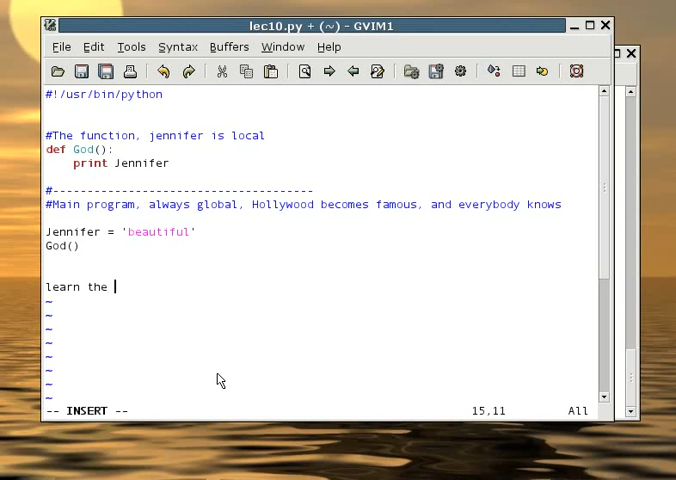 lec10.py + (~) - GVIM1
File Edit Tools Syntax Buffers Window Help
#!/usr/bin/python
#The function, jennifer is local
def God():
    print Jennifer
#--------------------------------------
#Main program, always global, Hollywood becomes famous, and everybody knows
Jennifer = 'beautiful'
God()
learn the
~
~
~
~
~
~
~
~
-- INSERT -- 15,11 All